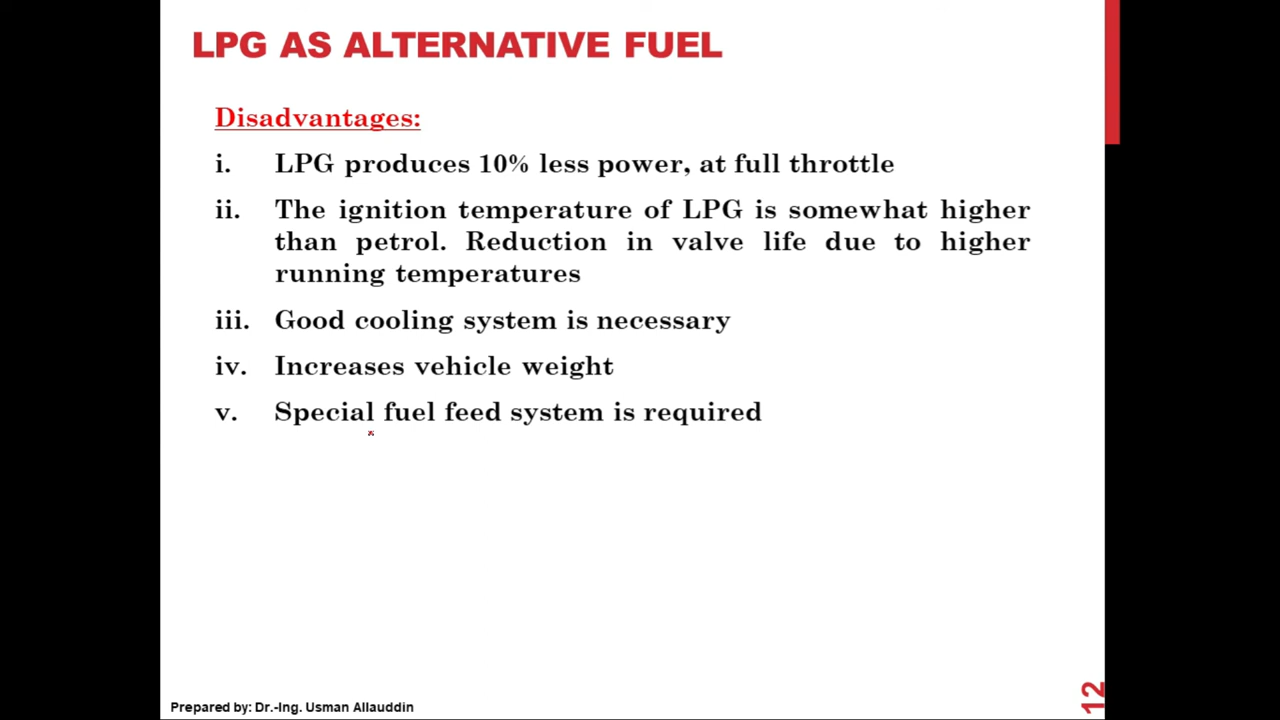 LPG AS ALTERNATIVE FUEL
Disadvantages:
i. LPG produces 10% less power, at full throttle
ii. The ignition temperature of LPG is somewhat higher
than petrol. Reduction in valve life due to higher
running temperatures
iii. Good cooling system is necessary
iv. Increases vehicle weight
v. Special fuel feed system is required
Prepared by: Dr.-Ing. Usman Allauddin
12